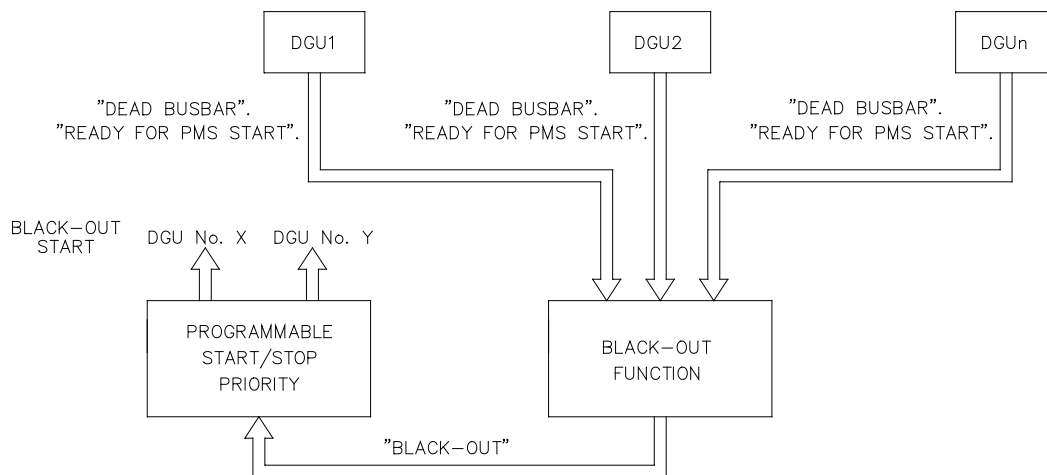 DGU1
DGU2
DGUn
"DEAD BUSBAR".
"READY FOR PMS START".
"DEAD BUSBAR".
"READY FOR PMS START".
"DEAD BUSBAR".
"READY FOR PMS START".
BLACK-OUT
START
DGU No. X
DGU No. Y
PROGRAMMABLE
START/STOP
PRIORITY
BLACK-OUT
FUNCTION
"BLACK-OUT"